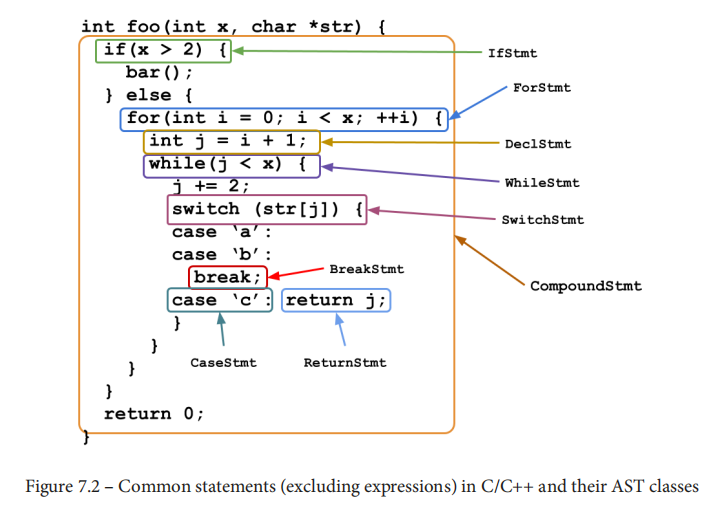 int foo(int x, char *str) {
if(x > 2) {
IfStmt
bar();
ForStmt
} else {
for(int i = 0; i < x; ++i) {
int j = i + 1;
DeclStmt
while(j < x) {
WhileStmt
j += 2;
switch (str[j]) {
SwitchStmt
case ‘a’:
case ‘b’:
break;
BreakStmt
CompoundStmt
case ‘c’: return j;
}
}
CaseStmt
ReturnStmt
}
}
return 0;
}
Figure 7.2 – Common statements (excluding expressions) in C/C++ and their AST classes